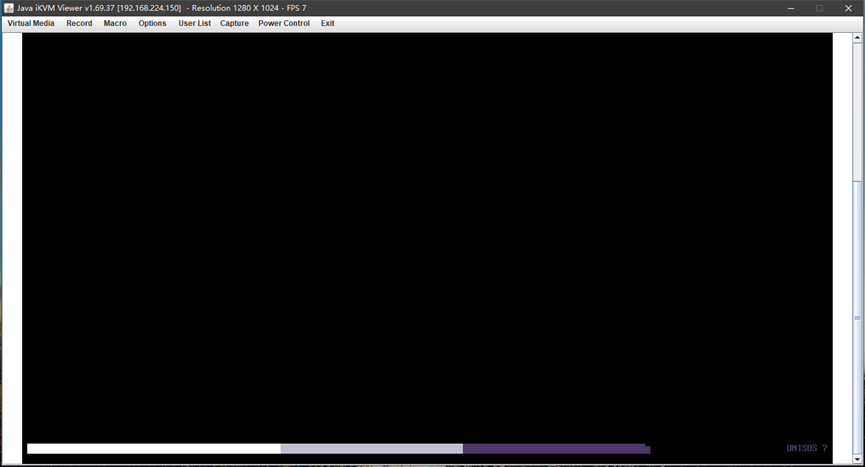 Java iKVM Viewer v1.69.37 [192.168.224.150] - Resolution 1280 X 1024 - FPS 7
Virtual Media Record Macro Options User List Capture Power Control Exit
UNISOS 7